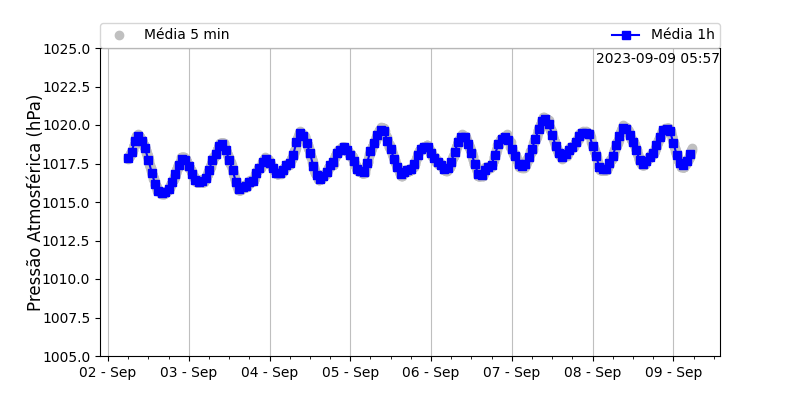 Média 5 min
Média 1h
2023-09-09 05:57
Pressão Atmosférica (hPa)
1025.0
1022.5
1020.0
1017.5
1015.0
1012.5
1010.0
1007.5
1005.0
02 - Sep
03 - Sep
04 - Sep
05 - Sep
06 - Sep
07 - Sep
08 - Sep
09 - Sep